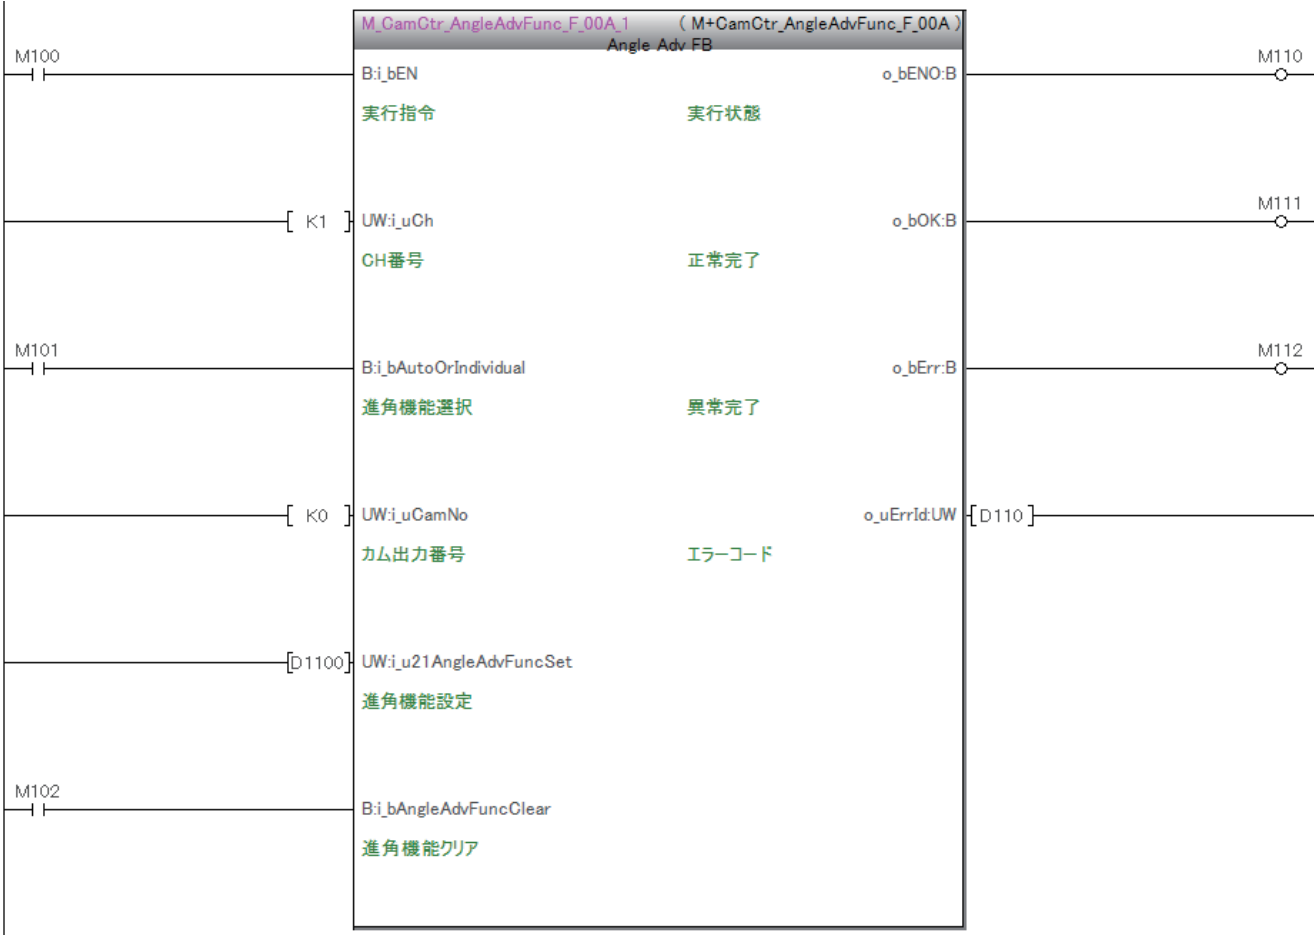 M_CamCtr_AngleAdvFunc_F_00A_1 ( M+CamCtr_AngleAdvFunc_F_00A )
Angle Adv FB
M100 B:i_bEN o_bENO:B M110
実行指令 実行状態
K1 UW:i_uCh o_bOK:B M111
CH番号 正常完了
M101 B:i_bAutoOrIndividual o_bErr:B M112
進角機能選択 異常完了
K0 UW:i_uCamNo o_uErrId:UW D110
カム出力番号 エラーコード
D1100 UW:i_u21AngleAdvFuncSet
進角機能設定
M102 B:i_bAngleAdvFuncClear
進角機能クリア